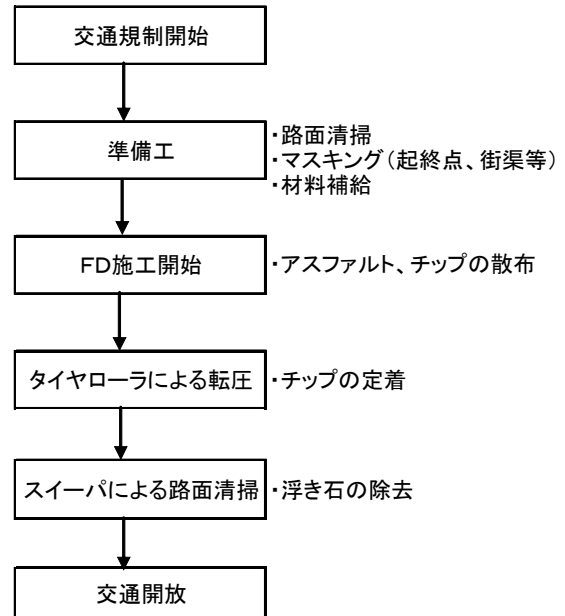 交通規制開始
準備工
・路面清掃
・マスキング(起終点、街渠等)
・材料補給
FD施工開始
・アスファルト、チップの散布
タイヤローラによる転圧
・チップの定着
スイーパによる路面清掃
・浮き石の除去
交通開放